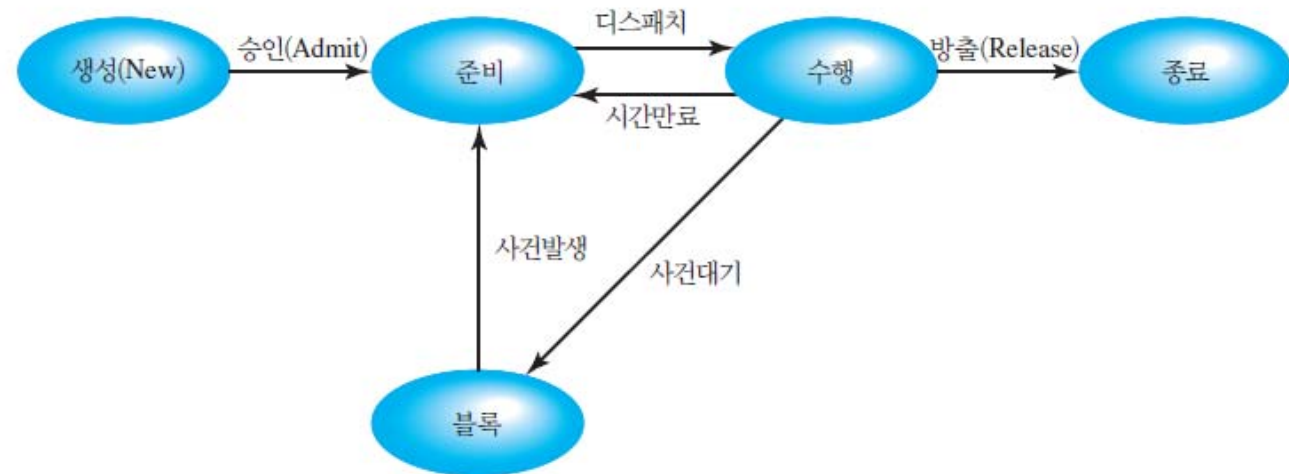 디스패치
생성(New)
승인(Admit)
준비
수행
방출(Release)
종료
시간만료
사건발생
사건대기
블록